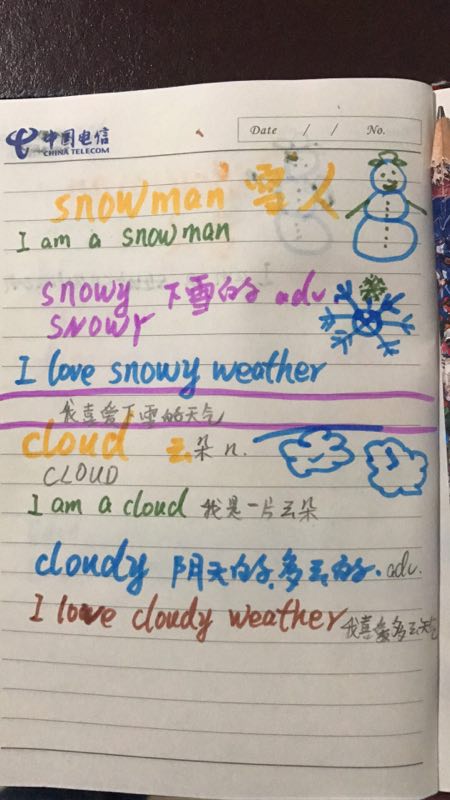 中国电信
CHINA TELECOM
Date / / No.
snowman 雪人
I am a snowman
snowy 下雪的 adv
SNOWY
I love snowy weather
我喜爱下雪的天气
cloud 云朵 n.
CLOUD
I am a cloud 我是一片云朵
cloudy 阴天的,多云的. adv.
I love cloudy weather 我喜爱多云天气